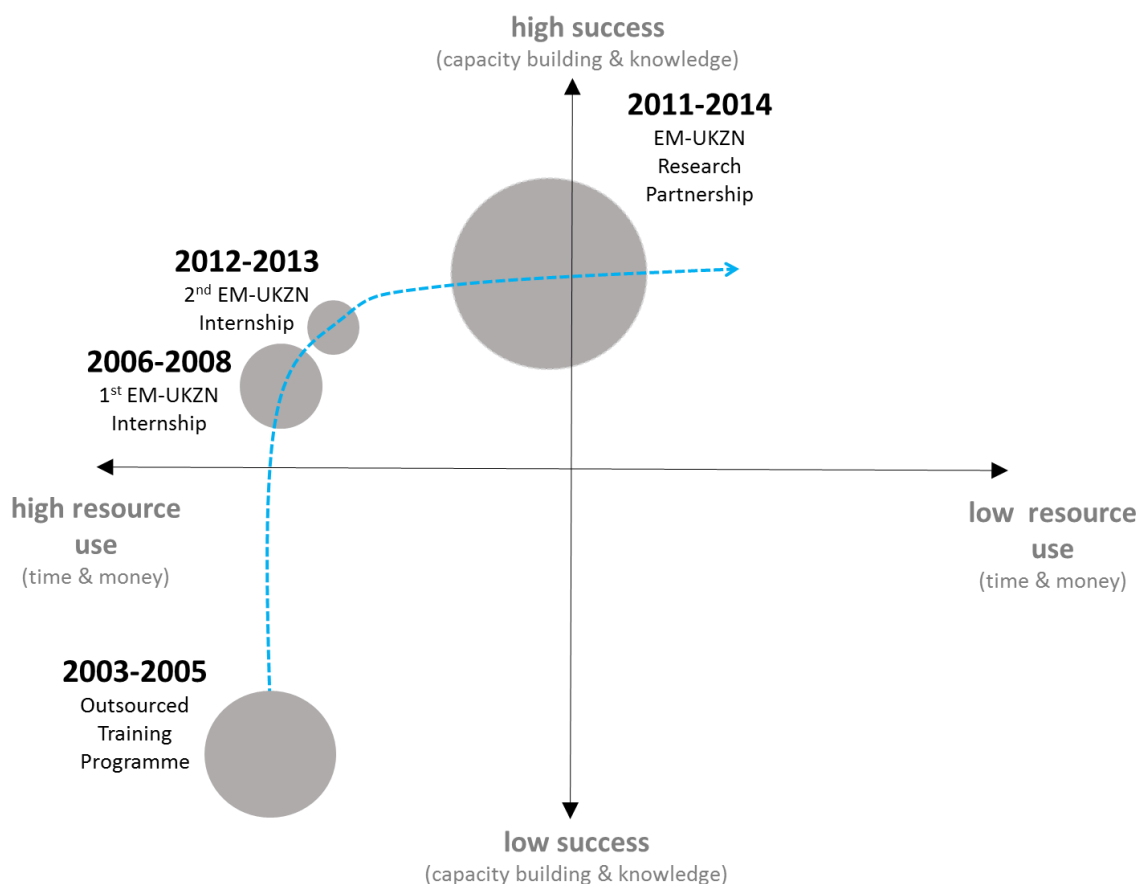 high success
(capacity building & knowledge)
2011-2014
EM-UKZN
Research
Partnership
2012-2013
2nd EM-UKZN
Internship
2006-2008
1st EM-UKZN
Internship
high resource
use
(time & money)
low  resource
use
(time & money)
2003-2005
Outsourced
Training
Programme
low success
(capacity building & knowledge)